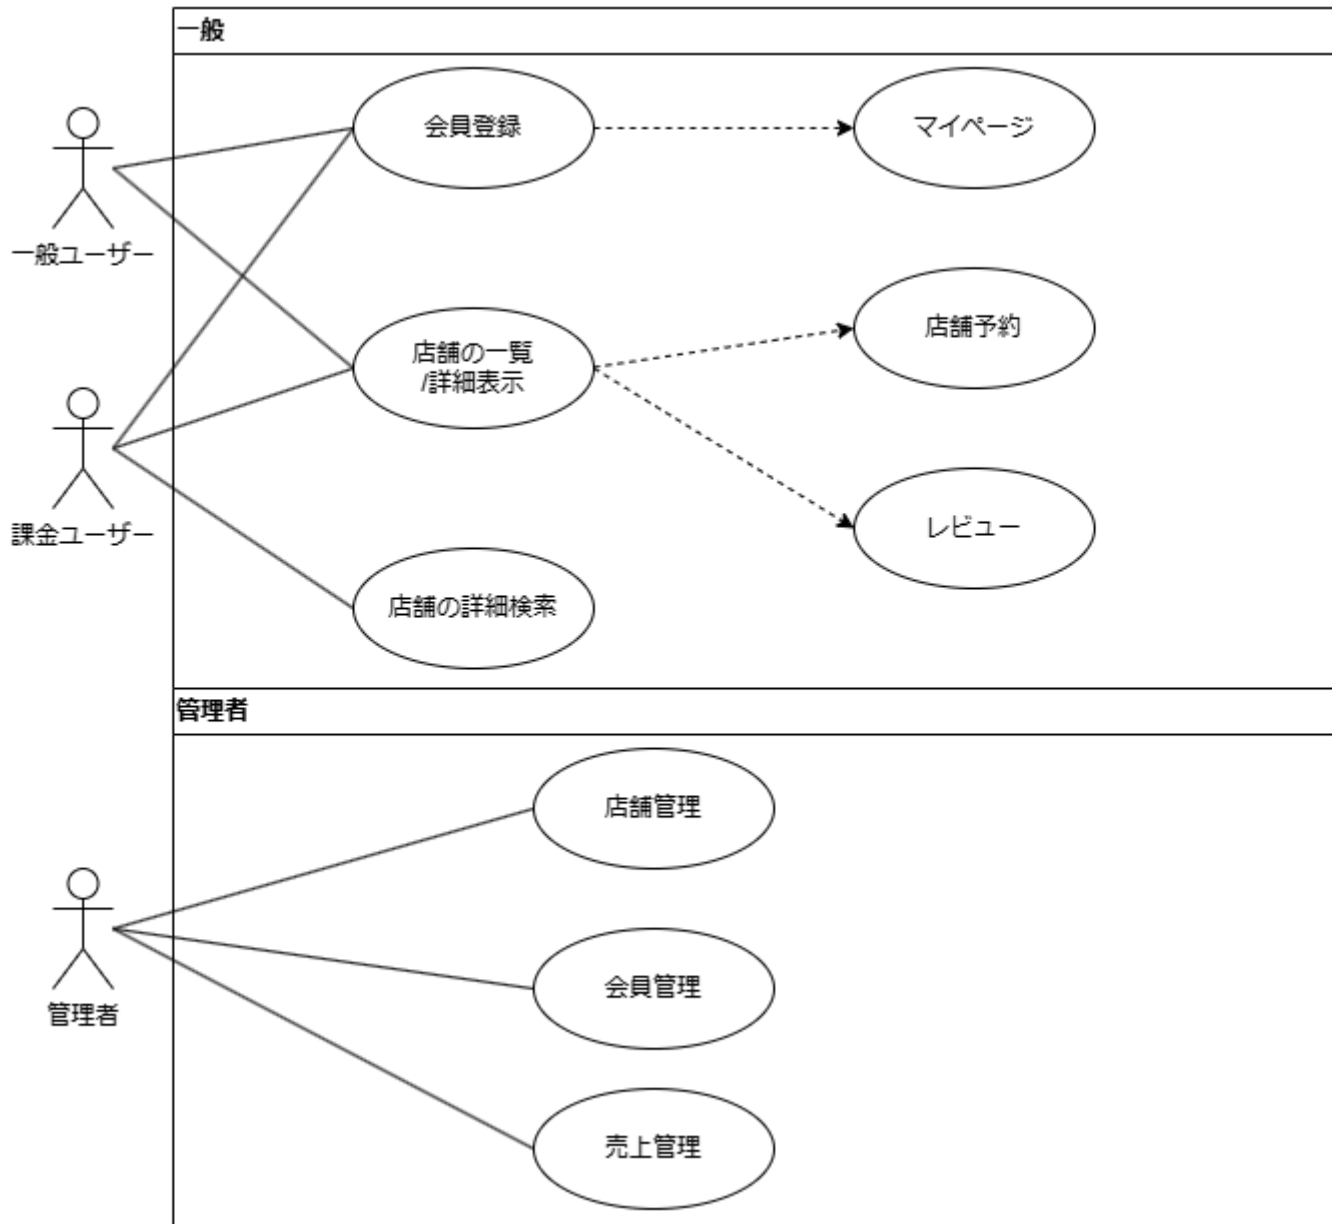 一般
会員登録
マイページ
一般ユーザー
店舗の一覧
/詳細表示
店舗予約
課金ユーザー
レビュー
店舗の詳細検索
管理者
店舗管理
管理者
会員管理
売上管理